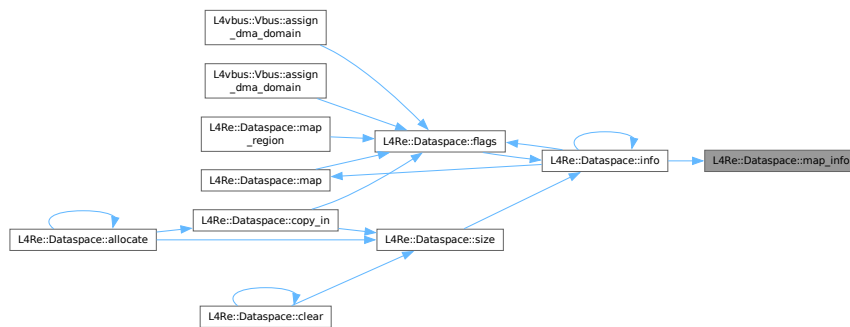 L4vbus::Vbus::assign
_dma_domain
L4vbus::Vbus::assign
_dma_domain
L4Re::Dataspace::map
_region
L4Re::Dataspace::flags
L4Re::Dataspace::info
L4Re::Dataspace::map_info
L4Re::Dataspace::map
L4Re::Dataspace::copy_in
L4Re::Dataspace::allocate
L4Re::Dataspace::size
L4Re::Dataspace::clear